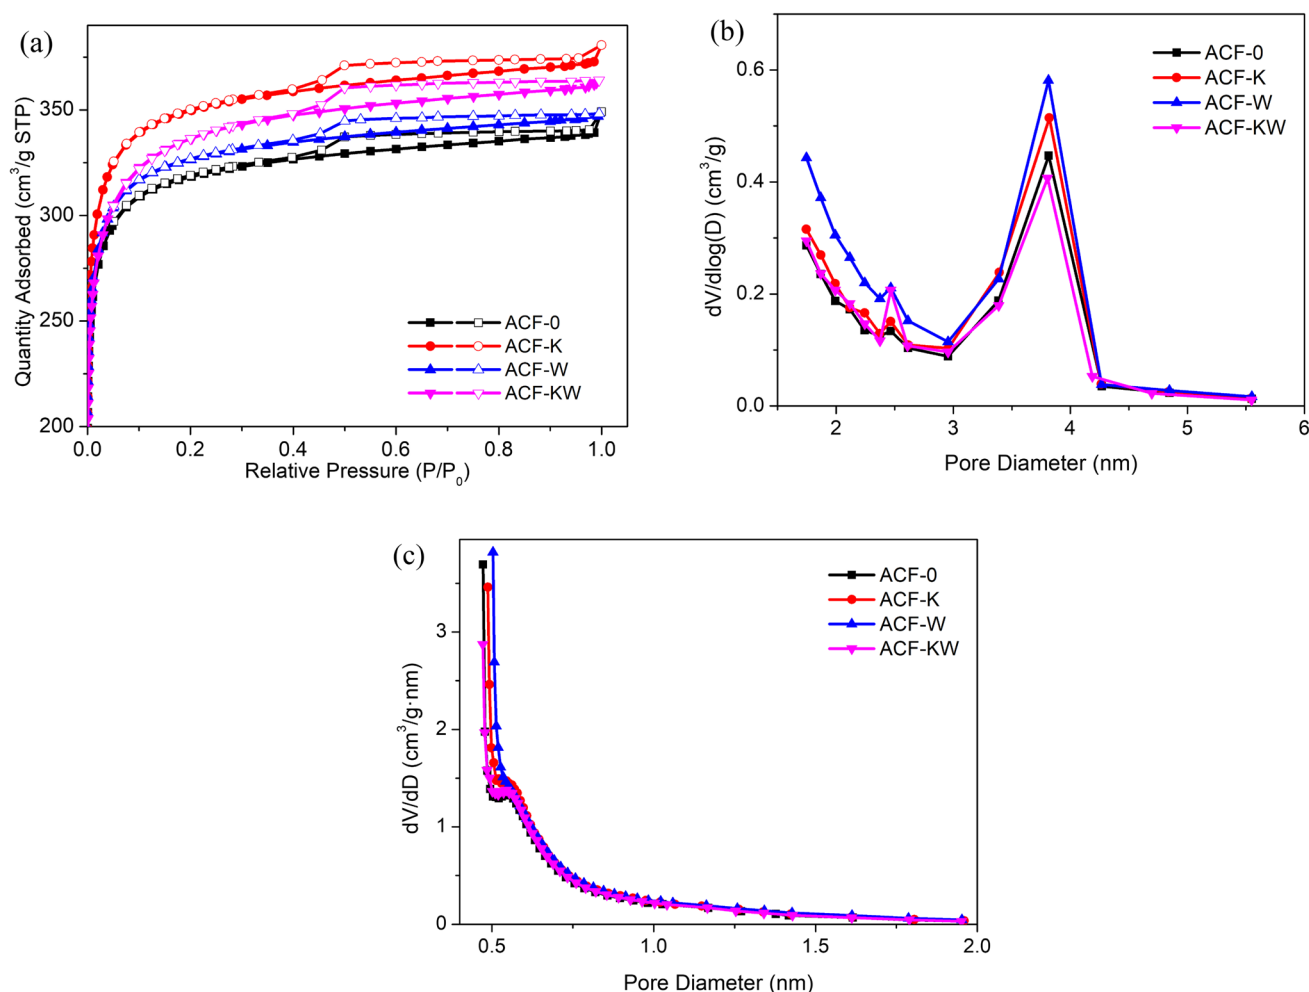 (a)
Quantity Adsorbed (cm³/g STP)
350
300
250
200
0.0 0.2 0.4 0.6 0.8 1.0
Relative Pressure (P/P₀)
ACF-0
ACF-K
ACF-W
ACF-KW
(b)
dV/dlog(D) (cm³/g)
0.6
0.4
0.2
0.0
2 3 4 5 6
Pore Diameter (nm)
ACF-0
ACF-K
ACF-W
ACF-KW
(c)
dV/dD (cm³/g·nm)
3
2
1
0
0.5 1.0 1.5 2.0
Pore Diameter (nm)
ACF-0
ACF-K
ACF-W
ACF-KW